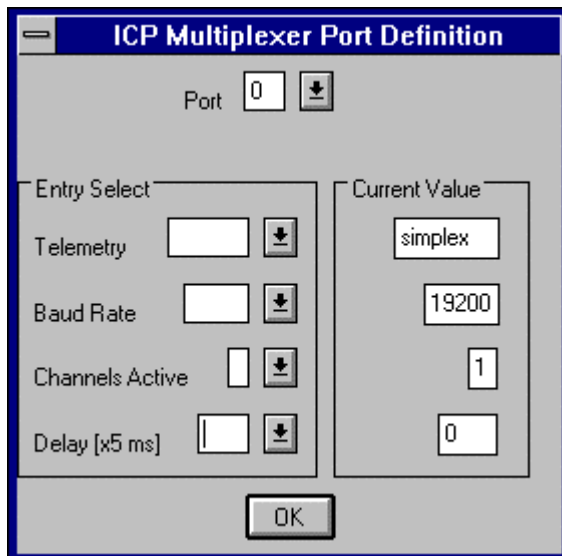 ICP Multiplexer Port Definition
Port 0
Entry Select
Current Value
Telemetry
simplex
Baud Rate
19200
Channels Active
1
Delay [x5 ms]
0
OK